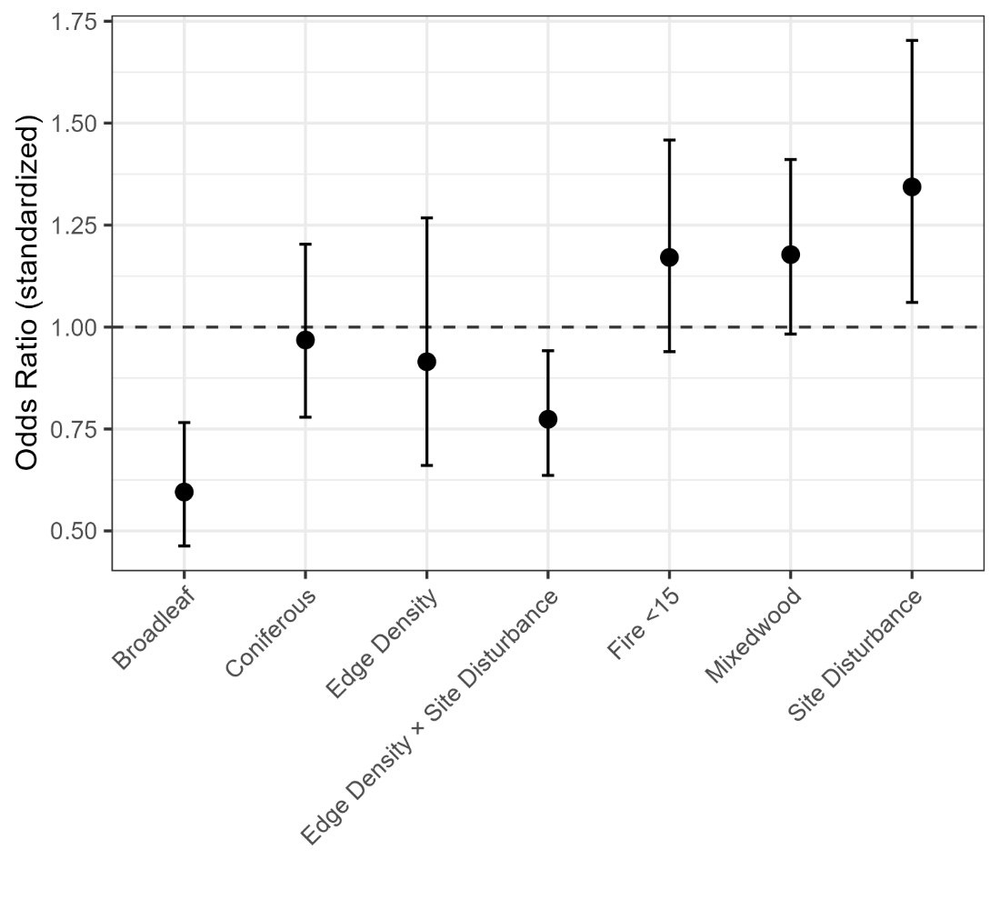 Odds Ratio (standardized)
1.75
1.50
1.25
1.00
0.75
0.50
Broadleaf
Coniferous
Edge Density
Edge Density × Site Disturbance
Fire <15
Mixedwood
Site Disturbance